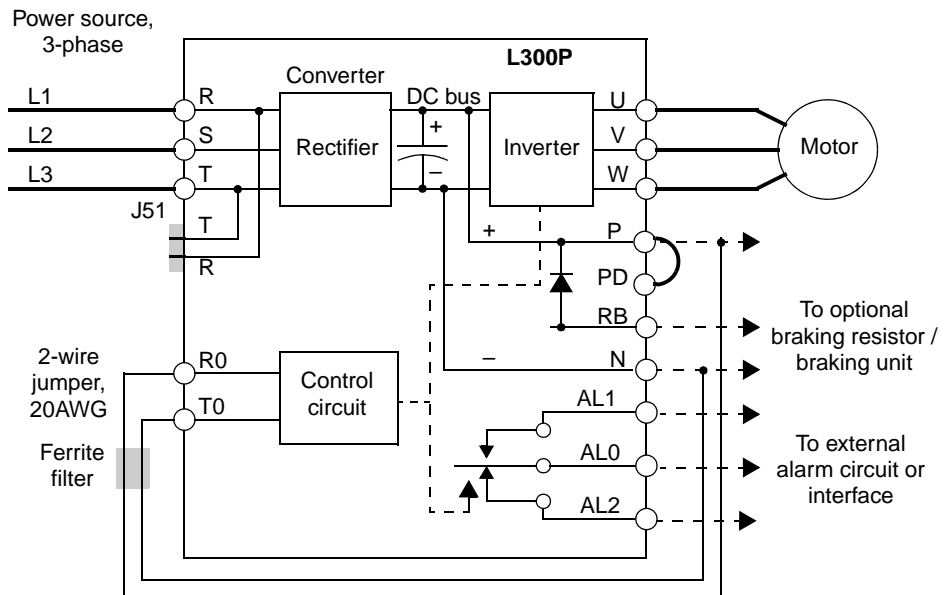 Power source,
3-phase
L300P
Converter
L1
R
DC bus
U
+
L2
S
Rectifier
Inverter
V
Motor
–
L3
T
W
J51
T
+
P
R
PD
RB
To optional
braking resistor /
braking unit
2-wire
jumper,
20AWG
R0
–
N
Control
circuit
T0
AL1
Ferrite
filter
AL0
To external
alarm circuit or
interface
AL2